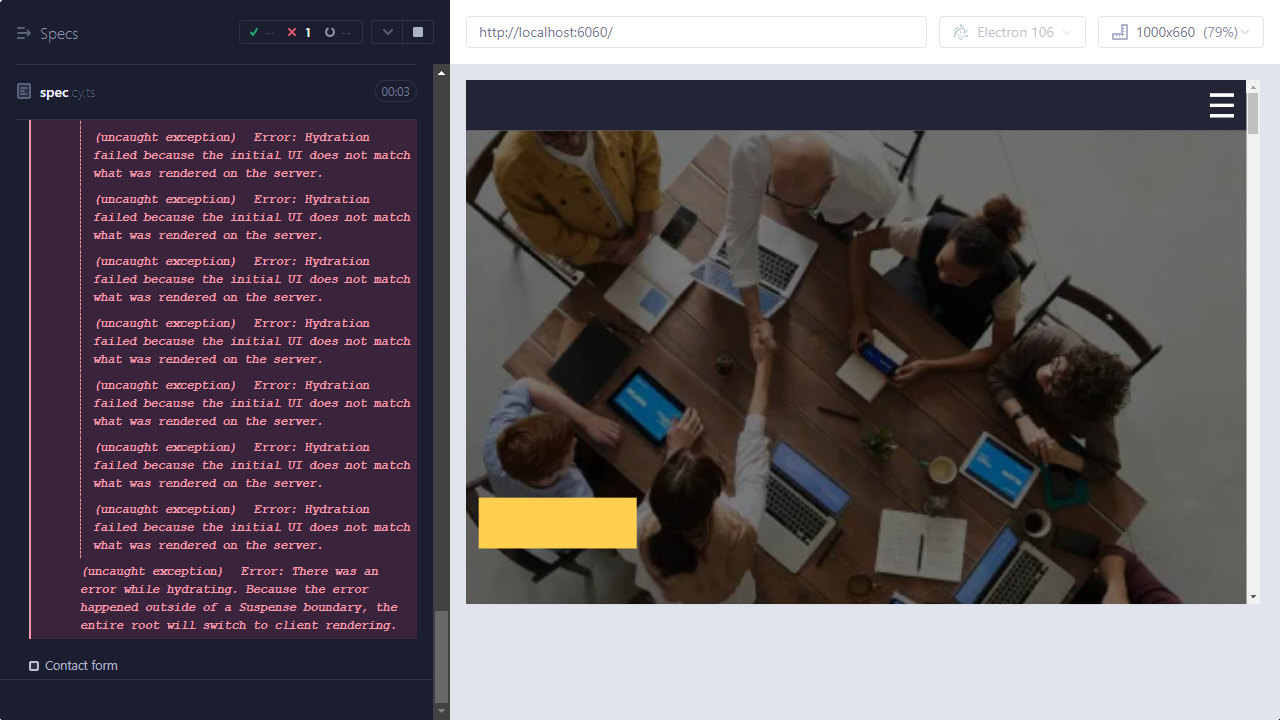 Specs
-- 1 --
http://localhost:6060/
Electron 106
1000x660 (79%)
spec.cy.ts
00:03
(uncaught exception) Error: Hydration
failed because the initial UI does not match
what was rendered on the server.
(uncaught exception) Error: Hydration
failed because the initial UI does not match
what was rendered on the server.
(uncaught exception) Error: Hydration
failed because the initial UI does not match
what was rendered on the server.
(uncaught exception) Error: Hydration
failed because the initial UI does not match
what was rendered on the server.
(uncaught exception) Error: Hydration
failed because the initial UI does not match
what was rendered on the server.
(uncaught exception) Error: Hydration
failed because the initial UI does not match
what was rendered on the server.
(uncaught exception) Error: Hydration
failed because the initial UI does not match
what was rendered on the server.
(uncaught exception) Error: There was an
error while hydrating. Because the error
happened outside of a Suspense boundary, the
entire root will switch to client rendering.
Contact form